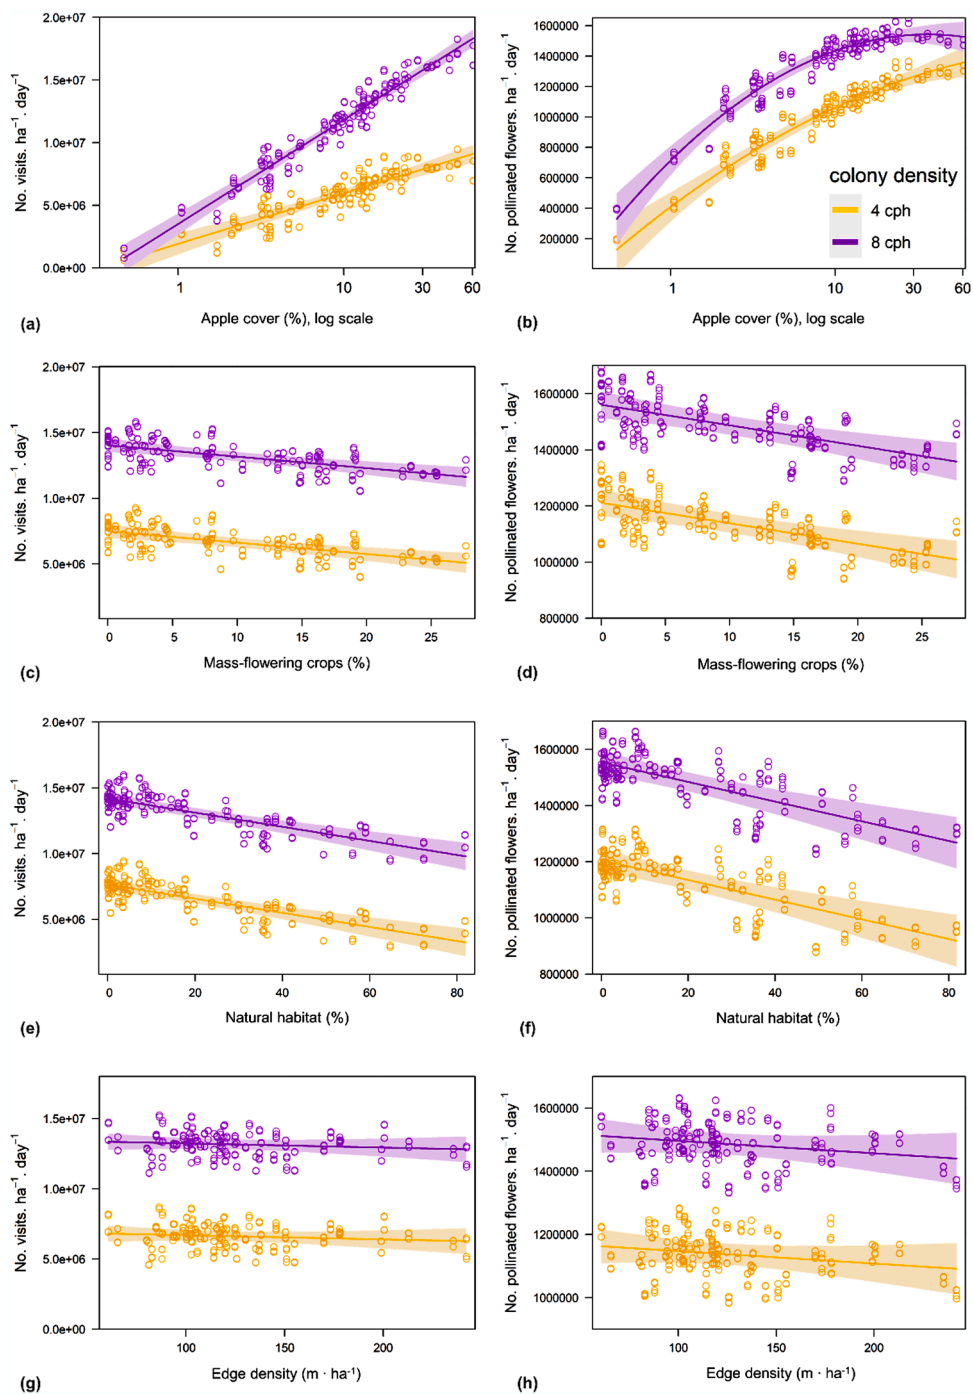 2.0e+07
1.5e+07
1.0e+07
5.0e+06
0.0e+00
No. visits. ha⁻¹. day⁻¹
1 10 30 60
Apple cover (%), log scale
(a)
1600000
1400000
1200000
1000000
800000
600000
400000
200000
No. pollinated flowers. ha⁻¹. day⁻¹
colony density
4 cph
8 cph
1 10 30 60
Apple cover (%), log scale
(b)
2.0e+07
1.5e+07
1.0e+07
5.0e+06
No. visits. ha⁻¹. day⁻¹
0 5 10 15 20 25
Mass-flowering crops (%)
(c)
1600000
1400000
1200000
1000000
800000
No. pollinated flowers. ha⁻¹. day⁻¹
0 5 10 15 20 25
Mass-flowering crops (%)
(d)
2.0e+07
1.5e+07
1.0e+07
5.0e+06
No. visits. ha⁻¹. day⁻¹
0 20 40 60 80
Natural habitat (%)
(e)
1600000
1400000
1200000
1000000
800000
No. pollinated flowers. ha⁻¹. day⁻¹
0 20 40 60 80
Natural habitat (%)
(f)
1.5e+07
1.0e+07
5.0e+06
0.0e+00
No. visits. ha⁻¹. day⁻¹
100 150 200
Edge density (m · ha⁻¹)
(g)
1600000
1400000
1200000
1000000
No. pollinated flowers. ha⁻¹. day⁻¹
100 150 200
Edge density (m · ha⁻¹)
(h)